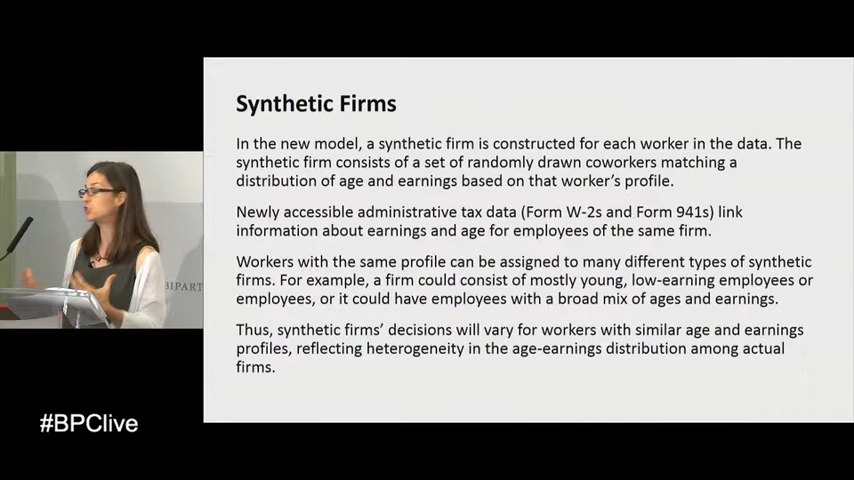 Synthetic Firms
In the new model, a synthetic firm is constructed for each worker in the data. The
synthetic firm consists of a set of randomly drawn coworkers matching a
distribution of age and earnings based on that worker's profile.
Newly accessible administrative tax data (Form W-2s and Form 941s) link
information about earnings and age for employees of the same firm.
Workers with the same profile can be assigned to many different types of synthetic
firms. For example, a firm could consist of mostly young, low-earning employees or
employees, or it could have employees with a broad mix of ages and earnings.
Thus, synthetic firms' decisions will vary for workers with similar age and earnings
profiles, reflecting heterogeneity in the age-earnings distribution among actual
firms.
BIPART
#BPClive